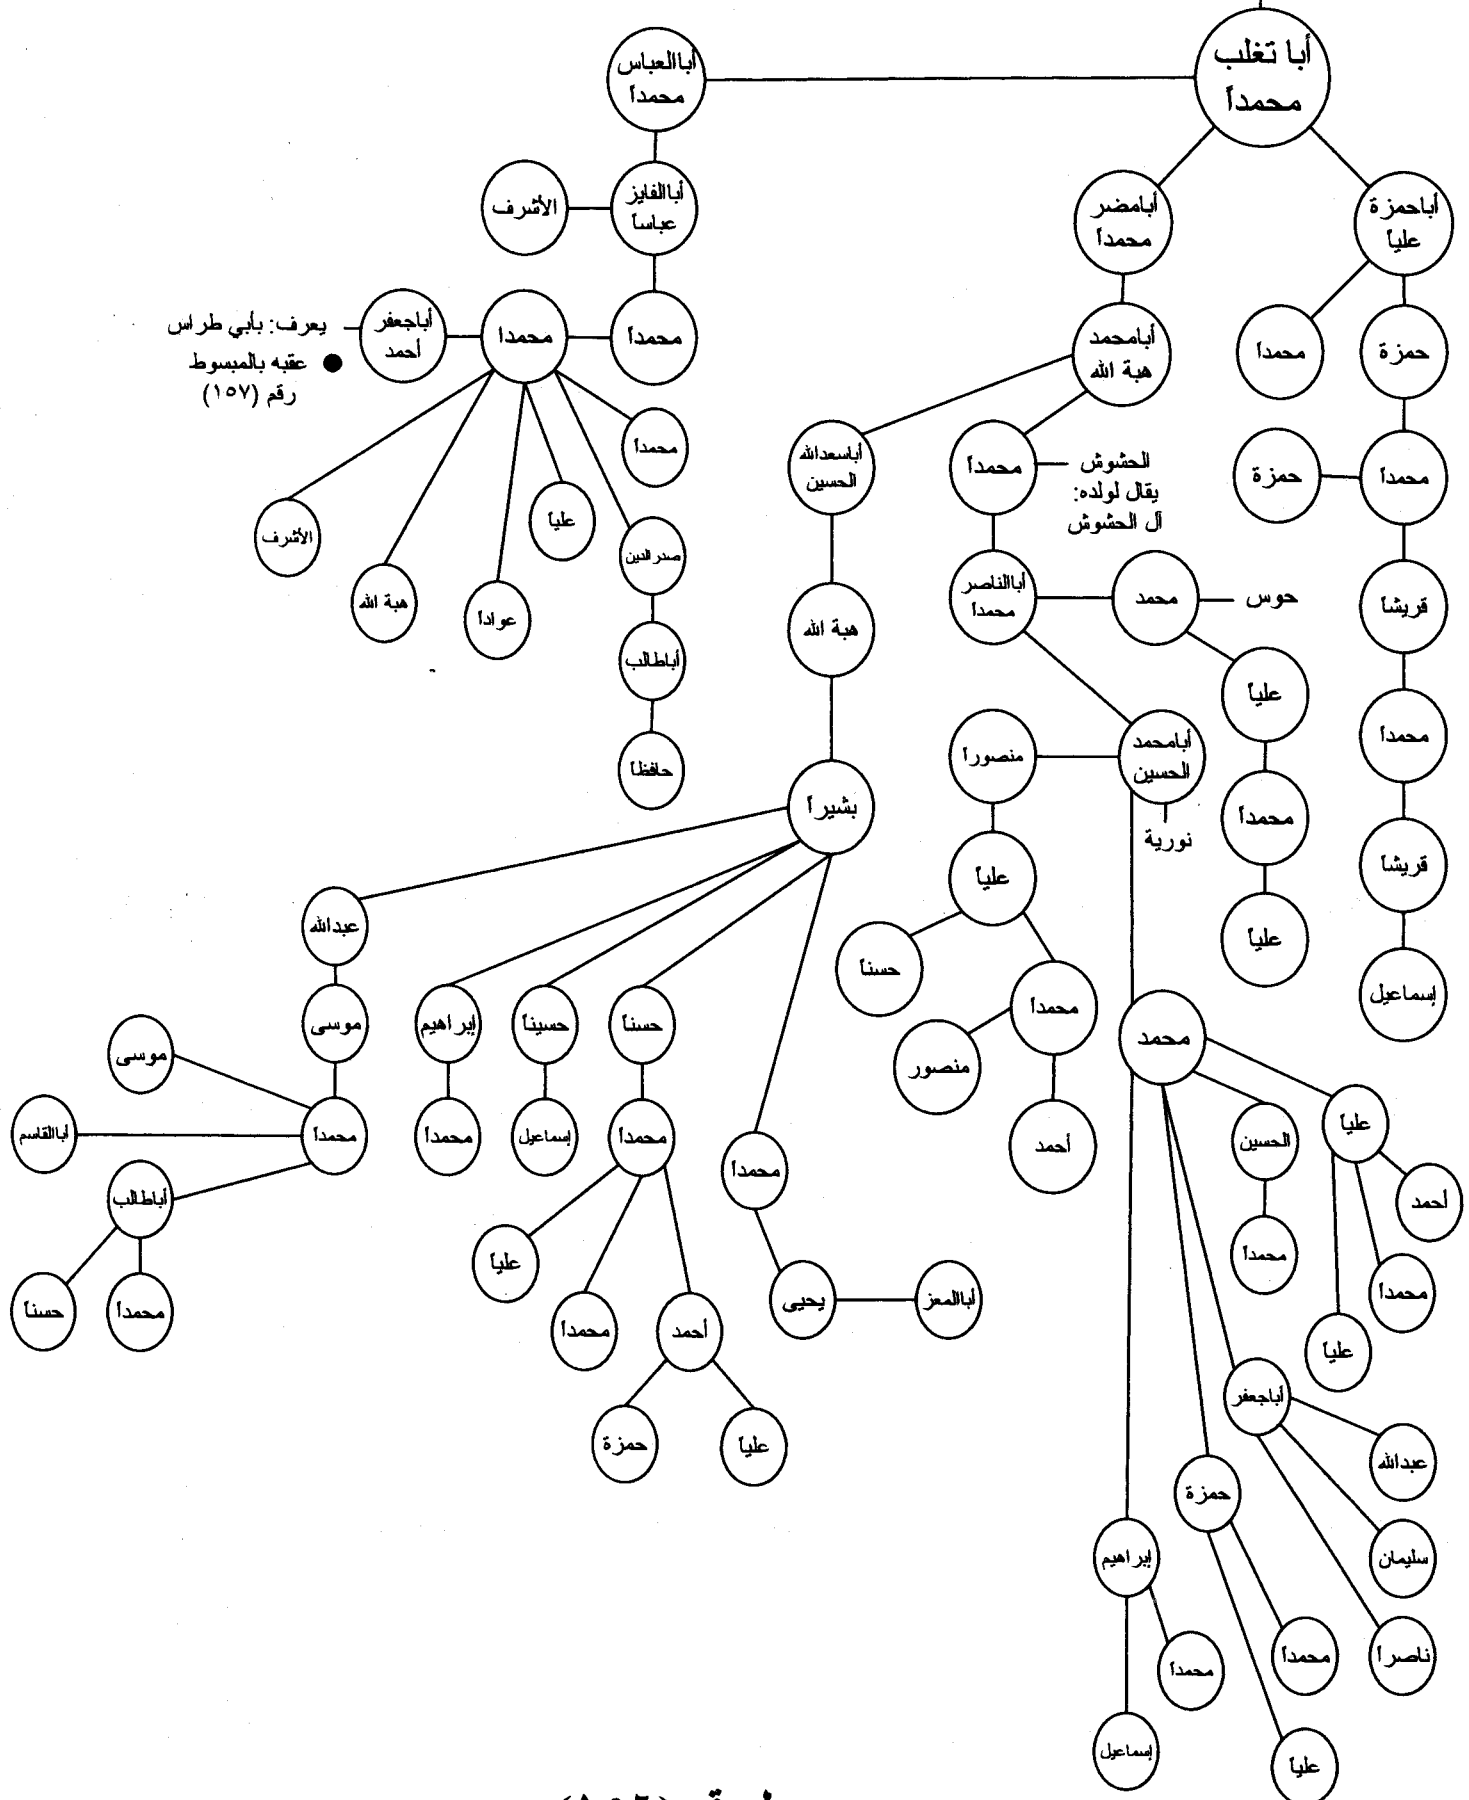 أبا تغلب
محمداً
أباالعباس
محمداً
أباحمزة
علياً
أبامضر
محمداً
أباالفايز
عباساً
الأشرف
حمزة
محمداً
أبامحمد
هبة الله
محمداً
محمداً
أباجعفر
أحمد
يعرف: بأبي طراس
عقبه بالمبسوط
رقم (١٥٧)
محمداً
حمزة
محمداً
الحشوش
يقال لولده:
آل الحشوش
أباسعدالله
الحسين
محمداً
علياً
الأشرف
صدرالدين
هبة الله
عواداً
قريشاً
حوس
محمد
أباالناصر
محمداً
هبة الله
أباطالب
علياً
محمداً
أبامحمد
الحسين
نورية
منصوراً
حافظاً
بشيراً
محمداً
قريشاً
علياً
علياً
عبدالله
حسناً
إسماعيل
محمداً
محمد
حسناً
حسيناً
إبراهيم
موسى
موسى
منصور
علياً
الحسين
أحمد
محمداً
محمداً
إسماعيل
محمداً
محمداً
أباالقاسم
أحمد
أباطالب
محمداً
محمداً
علياً
أباالمعز
يحيى
محمداً
حسناً
علياً
أحمد
محمداً
أباجعفر
علياً
حمزة
عبدالله
حمزة
سليمان
إبراهيم
ناصراً
محمداً
محمداً
إسماعيل
علياً